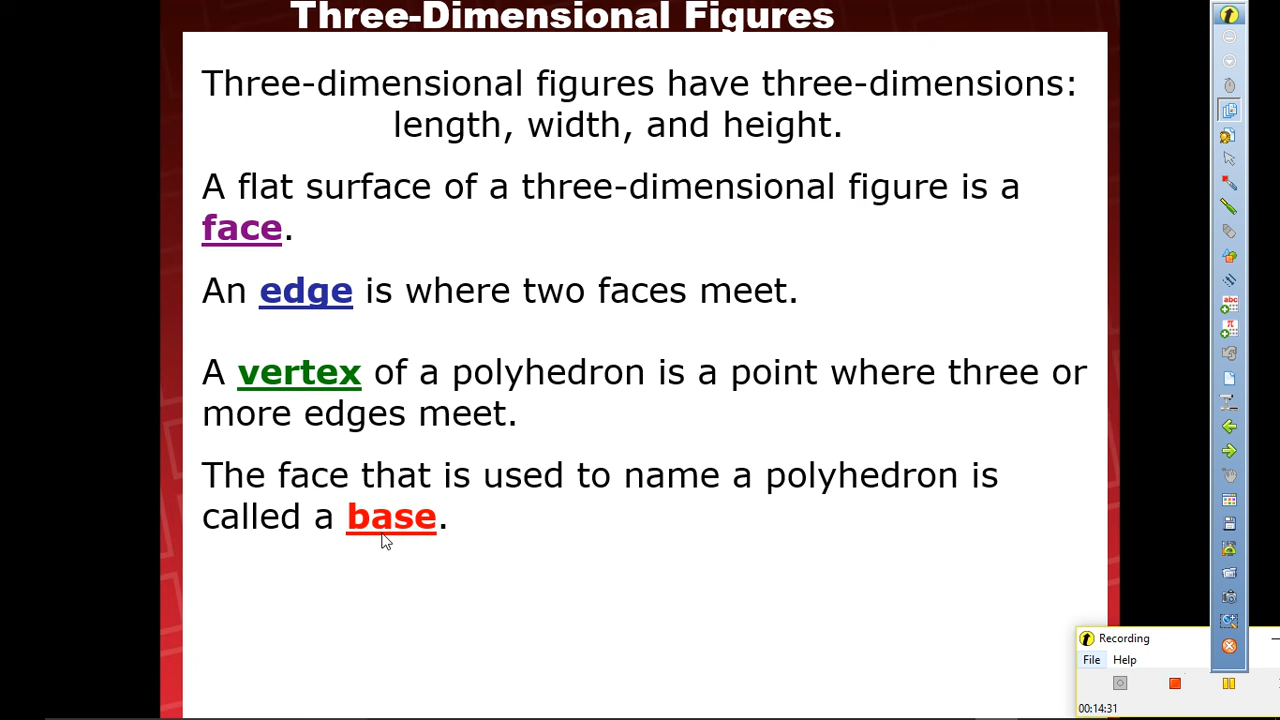 Three-Dimensional Figures
Three-dimensional figures have three-dimensions:
length, width, and height.
A flat surface of a three-dimensional figure is a
face.
An edge is where two faces meet.
A vertex of a polyhedron is a point where three or
more edges meet.
The face that is used to name a polyhedron is
called a base.
abc
π
Recording
File Help
00:14:31